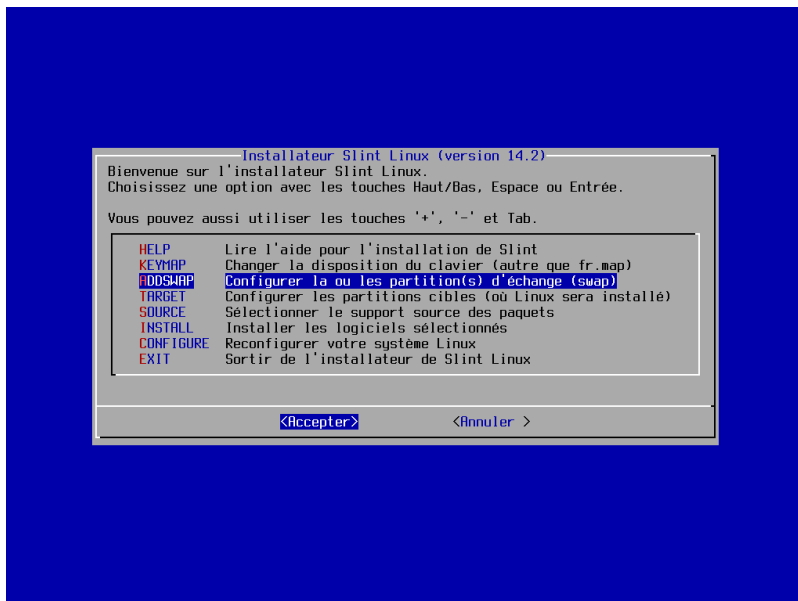 Installateur Slint Linux (version 14.2)
Bienvenue sur l'installateur Slint Linux.
Choisissez une option avec les touches Haut/Bas, Espace ou Entrée.
Vous pouvez aussi utiliser les touches '+', '-' et Tab.
HELP Lire l'aide pour l'installation de Slint
KEYMAP Changer la disposition du clavier (autre que fr.map)
ADDSWAP Configurer la ou les partition(s) d'échange (swap)
TARGET Configurer les partitions cibles (où Linux sera installé)
SOURCE Sélectionner le support source des paquets
INSTALL Installer les logiciels sélectionnés
CONFIGURE Reconfigurer votre système Linux
EXIT Sortir de l'installateur de Slint Linux
<Accepter> <Annuler >